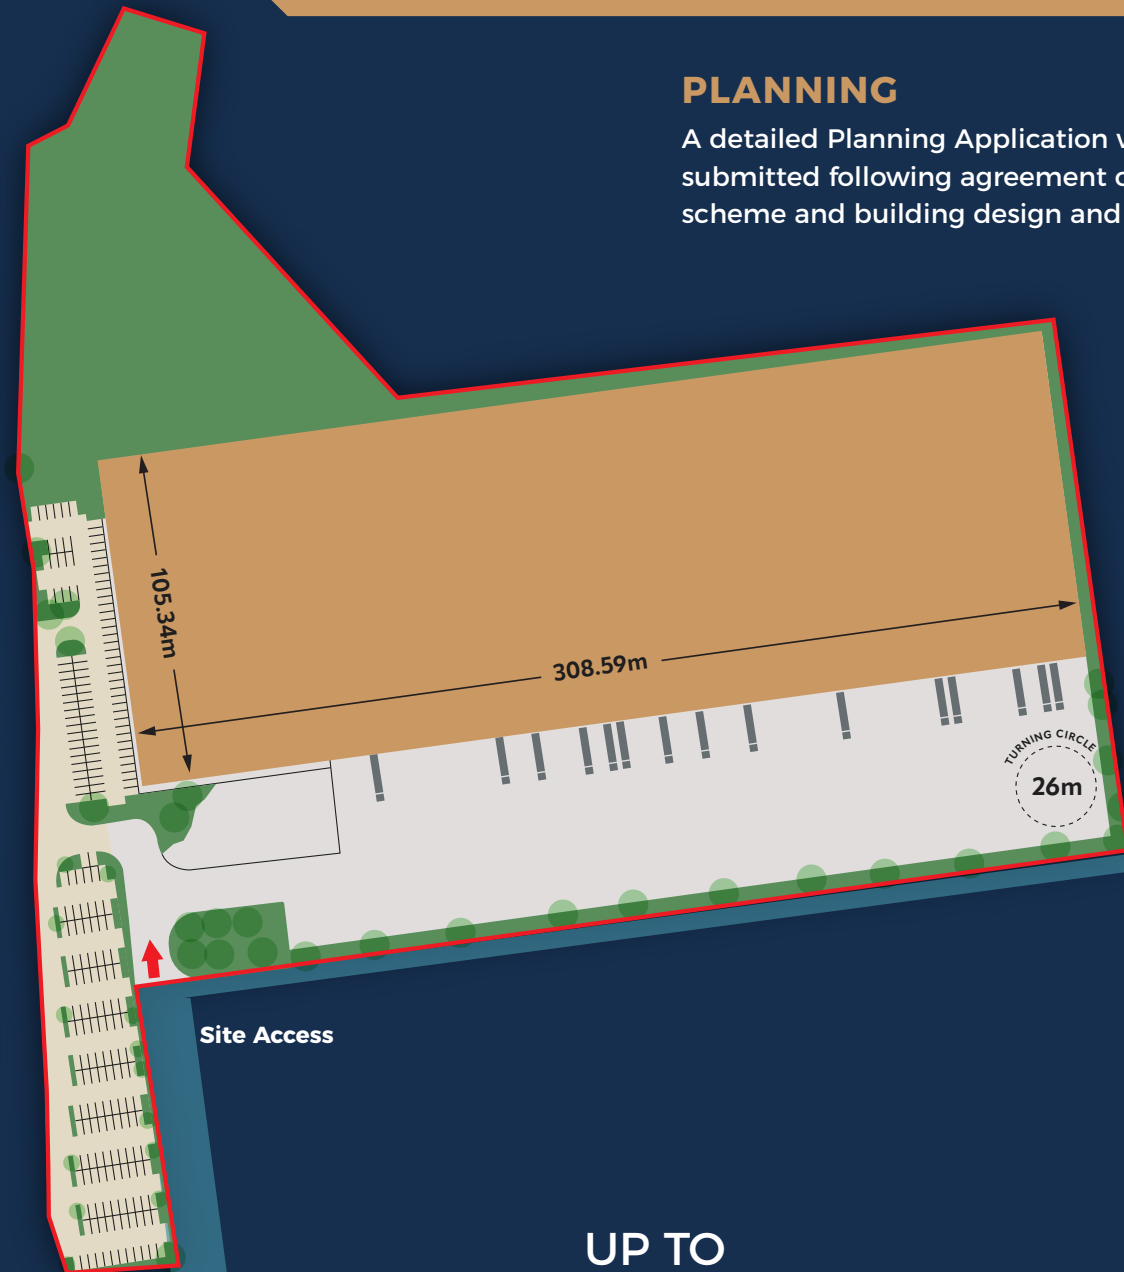 PLANNING
A detailed Planning Application
submitted following agreement
scheme and building design and
105.34m
308.59m
TURNING CIRCLE
26m
Site Access
UP TO